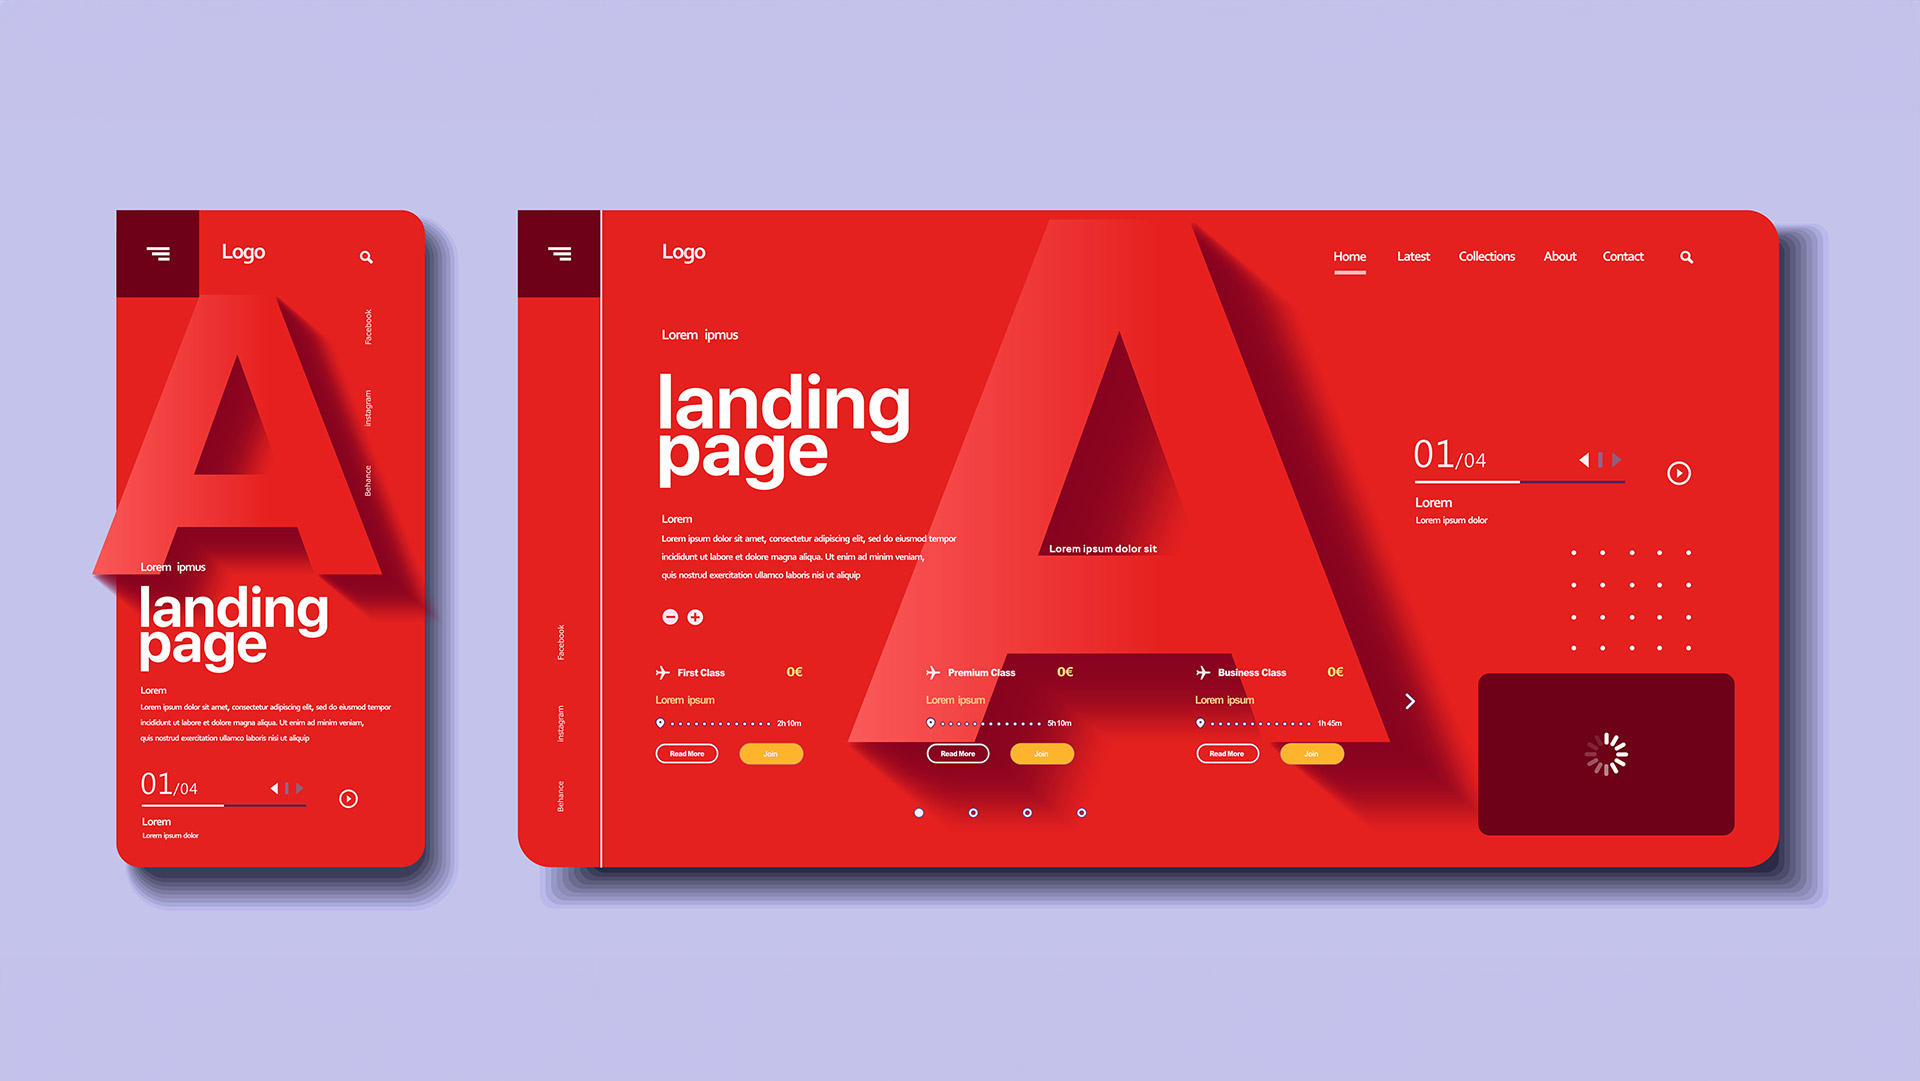 Logo
Facebook
instagram
Behance
A
Lorem ipmus
landing
page
Lorem
Lorem ipsum dolor sit amet, consectetur adipiscing elit, sed do eiusmod tempor
incididunt ut labore et dolore magna aliqua. Ut enim ad minim veniam,
quis nostrud exercitation ullamco laboris nisi ut aliquip
01/04
Lorem
Lorem ipsum dolor
Logo
Home Latest Collections About Contact
A
Lorem ipmus
landing
page
Lorem
Lorem ipsum dolor sit amet, consectetur adipiscing elit, sed do eiusmod tempor
incididunt ut labore et dolore magna aliqua. Ut enim ad minim veniam,
quis nostrud exercitation ullamco laboris nisi ut aliquip
Lorem ipsum dolor sit
01/04
Lorem
Lorem ipsum dolor
Facebook
instagram
Behance
First Class 0€
Lorem ipsum
2h10m
Read More Join
Premium Class 0€
Lorem ipsum
5h10m
Read More Join
Business Class 0€
Lorem ipsum
1h45m
Read More Join